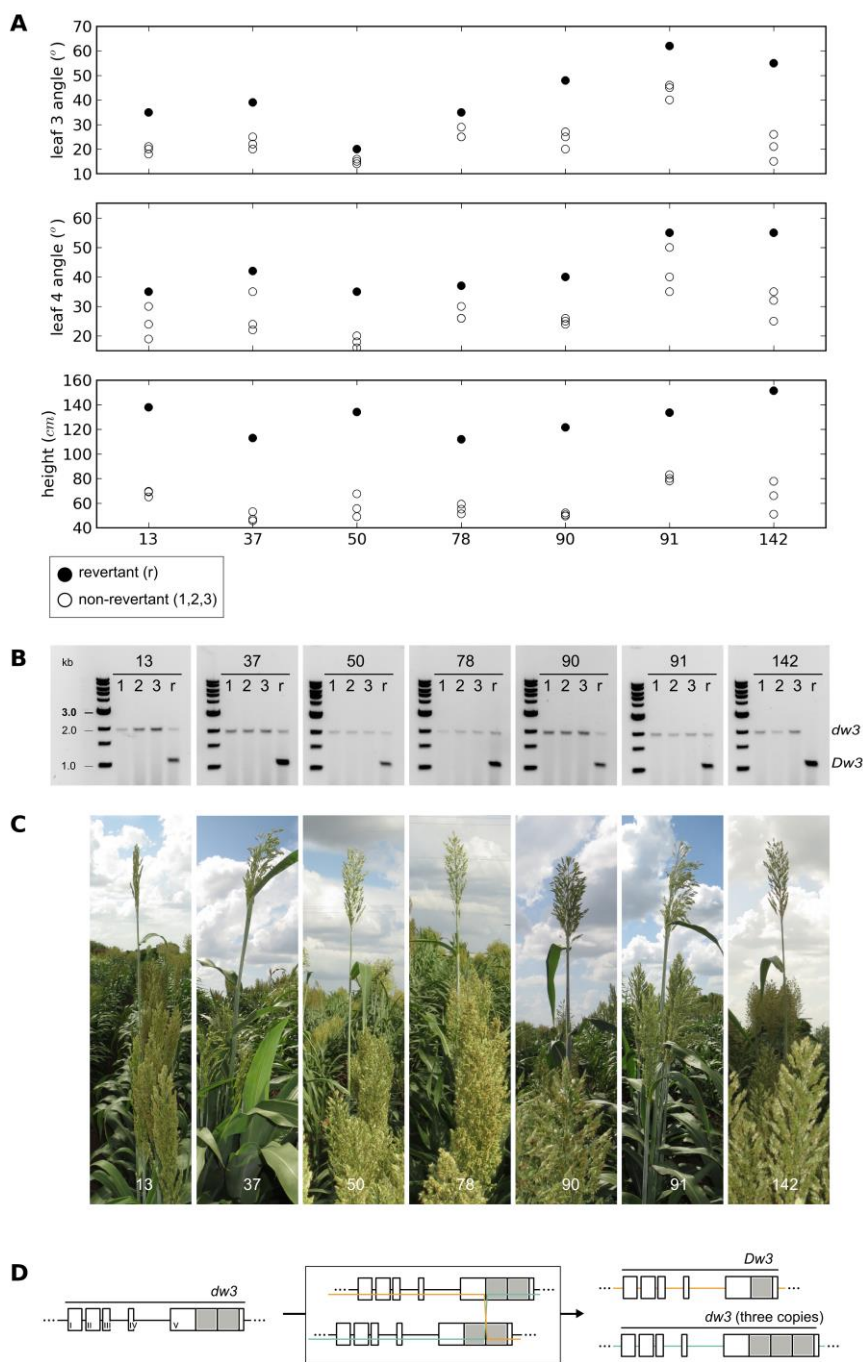 A
leaf 3 angle (°)
70
60
50
40
30
20
10
leaf 4 angle (°)
60
50
40
30
20
height (cm)
160
140
120
100
80
60
40
13 37 50 78 90 91 142
revertant (r)
non-revertant (1,2,3)
B
kb 13 37 50 78 90 91 142
1 2 3 r 1 2 3 r 1 2 3 r 1 2 3 r 1 2 3 r 1 2 3 r 1 2 3 r
3.0
2.0 dw3
1.0 Dw3
C
13 37 50 78 90 91 142
D
dw3
I II III IV V
Dw3
dw3 (three copies)